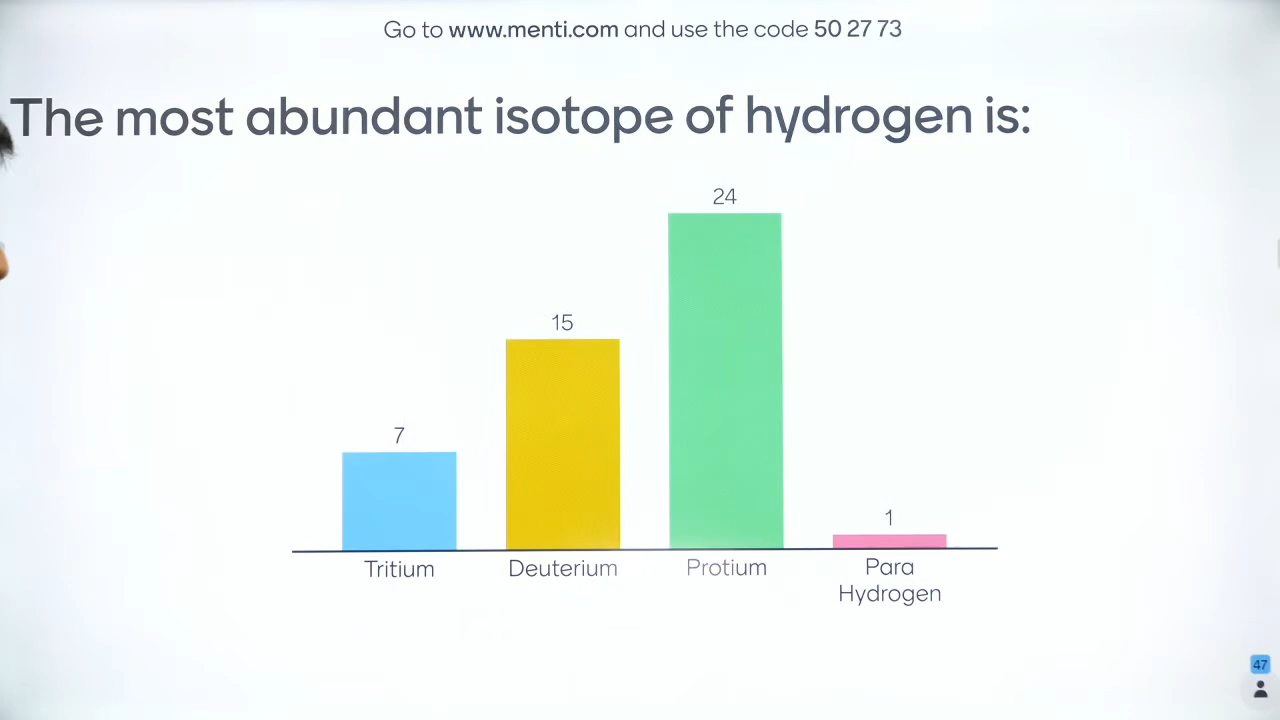 Go to www.menti.com and use the code 50 27 73
The most abundant isotope of hydrogen is:
24
15
7
1
Tritium
Deuterium
Protium
Para
Hydrogen
47